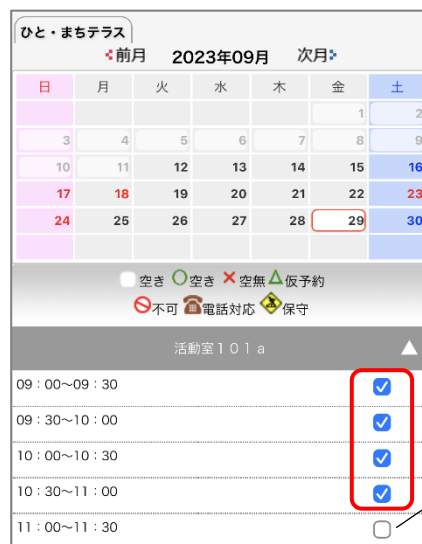 ひと・まちテラス
前月 2023年09月 次月
日 月 火 水 木 金 土
1 2
3 4 5 6 7 8 9
10 11 12 13 14 15 16
17 18 19 20 21 22 23
24 25 26 27 28 29 30
空き 空き 空無 仮予約
不可 電話対応 保守
活動室101a
09:00~09:30
09:30~10:00
10:00~10:30
10:30~11:00
11:00~11:30